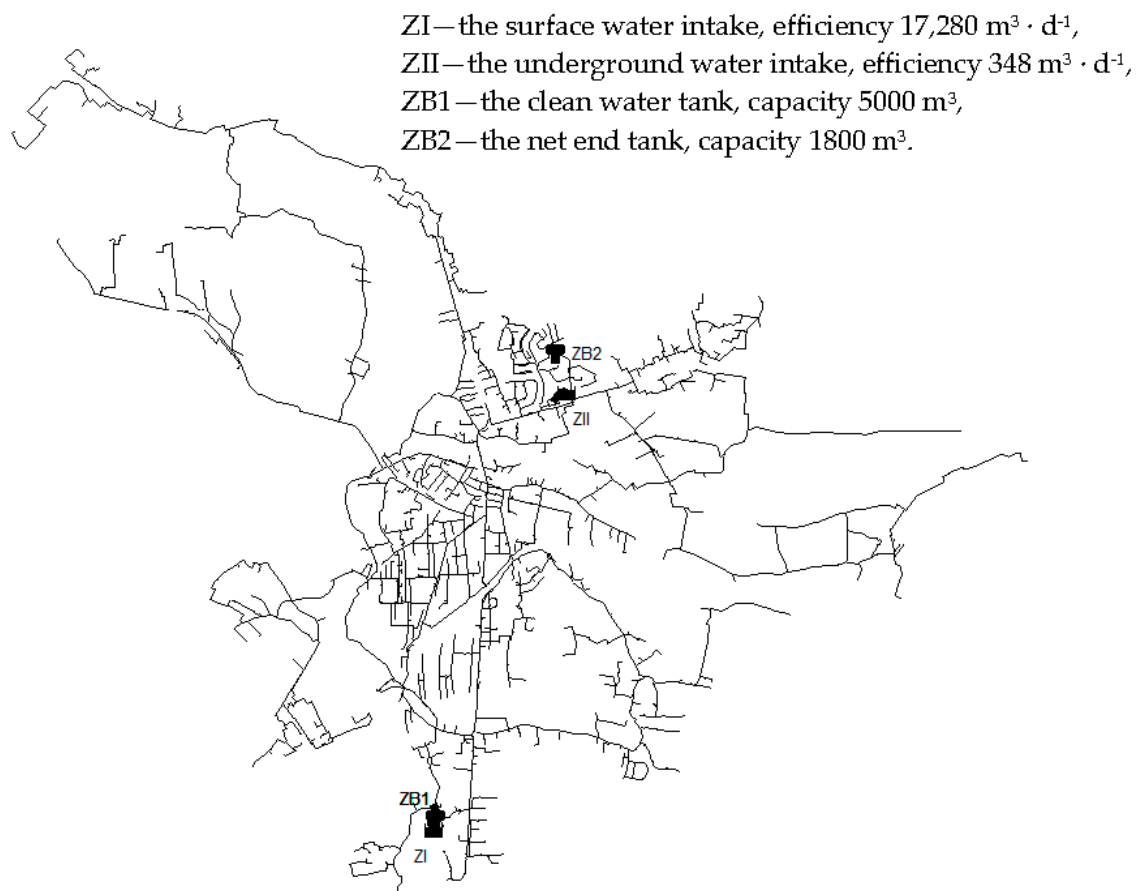 ZI—the surface water intake, efficiency 17,280 m³ · d⁻¹,
ZII—the underground water intake, efficiency 348 m³ · d⁻¹,
ZB1—the clean water tank, capacity 5000 m³,
ZB2—the net end tank, capacity 1800 m³.
ZB2
ZII
ZB1
ZI